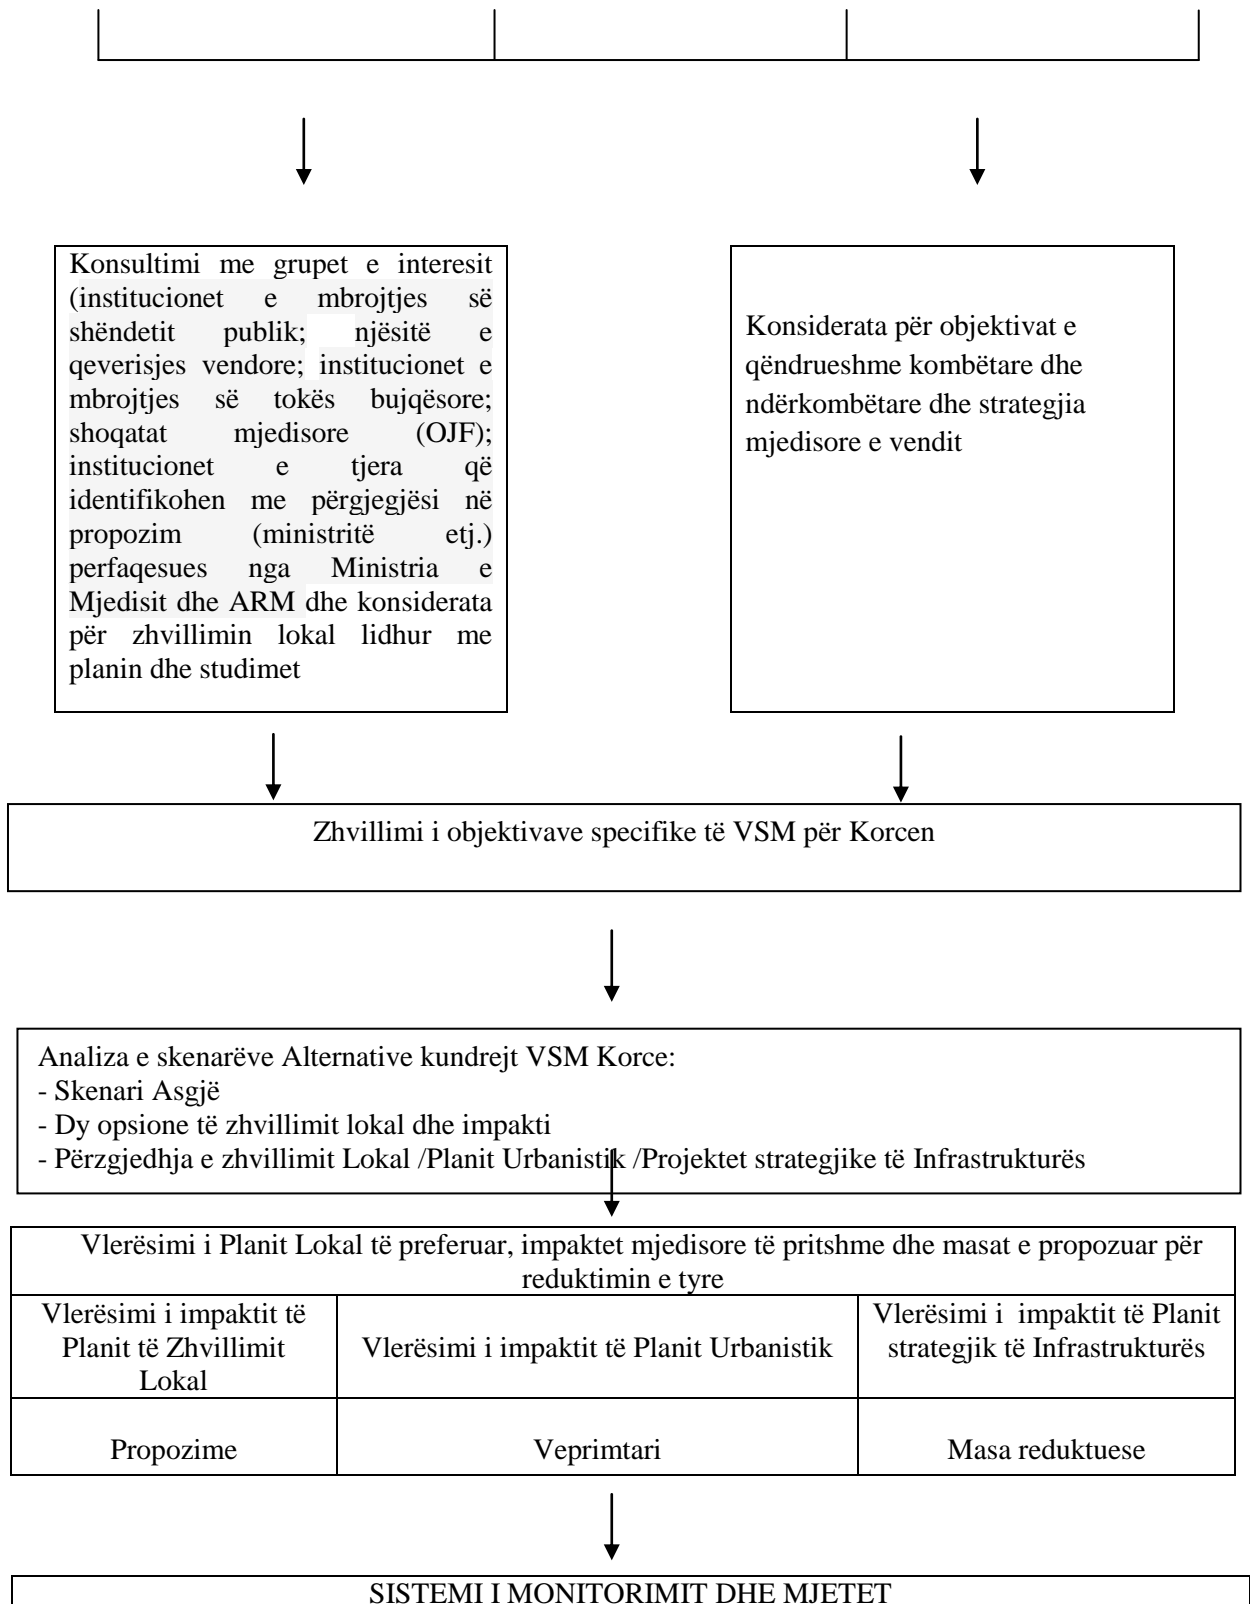 Konsultimi me grupet e interesit
(institucionet e mbrojtjes së
shëndetit publik; njësitë e
qeverisjes vendore; institucionet e
mbrojtjes së tokës bujqësore;
shoqatat mjedisore (OJF);
institucionet e tjera që
identifikohen me përgjegjësi në
propozim (ministritë etj.)
perfaqesues nga Ministria e
Mjedisit dhe ARM dhe konsiderata
për zhvillimin lokal lidhur me
planin dhe studimet
Konsiderata për objektivat e
qëndrueshme kombëtare dhe
ndërkombëtare dhe strategjia
mjedisore e vendit
Zhvillimi i objektivave specifike të VSM për Korcen
Analiza e skenarëve Alternative kundrejt VSM Korce:
- Skenari Asgjë
- Dy opsione të zhvillimit lokal dhe impakti
- Përzgjedhja e zhvillimit Lokal /Planit Urbanistik /Projektet strategjike të Infrastrukturës
Vlerësimi i Planit Lokal të preferuar, impaktet mjedisore të pritshme dhe masat e propozuar për
reduktimin e tyre
Vlerësimi i impaktit të
Planit të Zhvillimit
Lokal
Vlerësimi i impaktit të Planit Urbanistik
Vlerësimi i impaktit të Planit
strategjik të Infrastrukturës
Propozime
Veprimtari
Masa reduktuese
SISTEMI I MONITORIMIT DHE MJETET